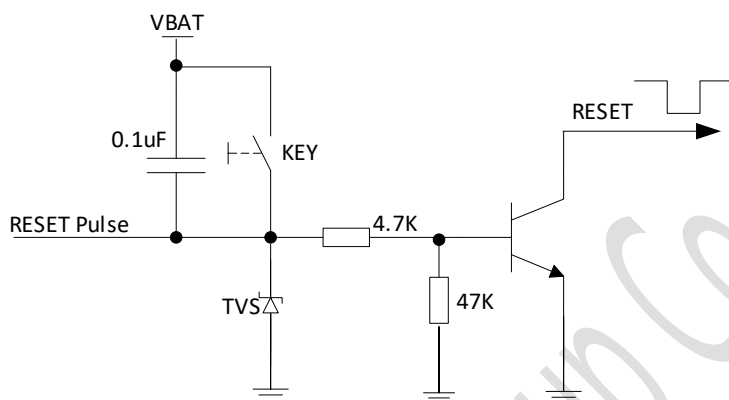 VBAT
RESET
0.1uF
KEY
RESET Pulse
4.7K
TVS
47K